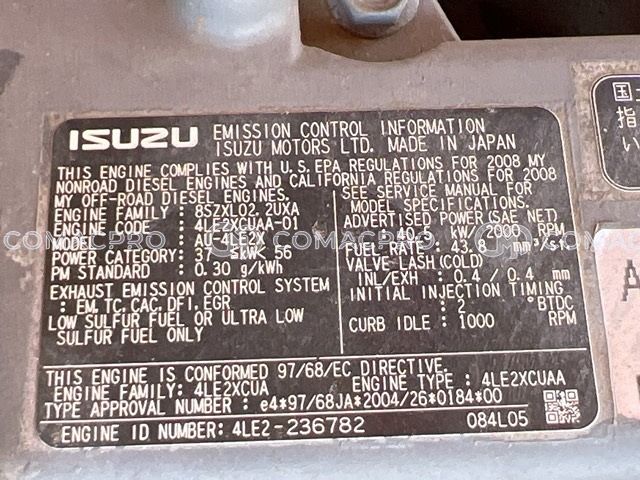 ISUZU EMISSION CONTROL INFORMATION
ISUZU MOTORS LTD. MADE IN JAPAN
THIS ENGINE COMPLIES WITH U.S. EPA REGULATIONS FOR 2008 MY
NONROAD DIESEL ENGINES AND CALIFORNIA REGULATIONS FOR 2008
MY OFF-ROAD DIESEL ENGINES.
ENGINE FAMILY : 8SZXL02.2UXA
ENGINE CODE : 4LE2XCUAA-01
MODEL : AU-4LE2X
POWER CATEGORY: 37 ≤kW< 56
PM STANDARD : 0.30 g/kWh
EXHAUST EMISSION CONTROL SYSTEM
: EM, TC, CAC, DFI, EGR
LOW SULFUR FUEL OR ULTRA LOW
SULFUR FUEL ONLY
SEE SERVICE MANUAL FOR
MODEL SPECIFICATIONS.
ADVERTISED POWER(SAE NET)
: kW/ 2000 RPM
FUEL RATE: 43.8 mm³/st
VALVE LASH(COLD)
INL/EXH : 0.4 / 0.4 mm
INITIAL INJECTION TIMING
: 2 °BTDC
CURB IDLE : 1000 RPM
THIS ENGINE IS CONFORMED 97/68/EC DIRECTIVE.
ENGINE FAMILY: 4LE2XCUA ENGINE TYPE : 4LE2XCUAA
TYPE APPROVAL NUMBER : e4*97/68JA*2004/26*0184*00
ENGINE ID NUMBER: 4LE2-236782 084L05
国
指
い
A
COMACPRO COMACPRO COMACPRO